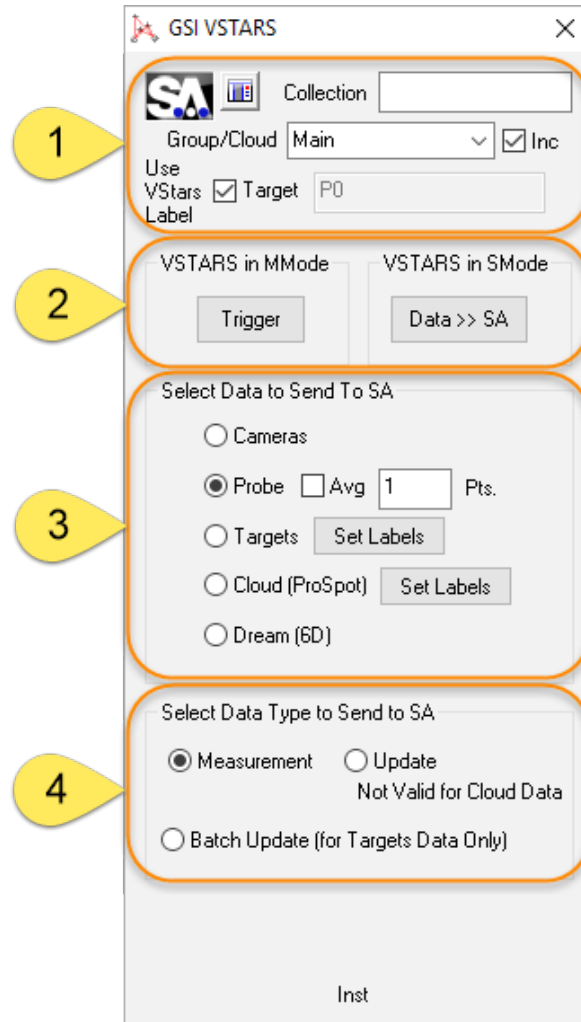 GSI VSTARS
SA Collection
1
Group/Cloud Main Inc
Use
VStars Target P0
Label
VSTARS in MMode VSTARS in SMode
2
Trigger Data >> SA
Select Data to Send To SA
Cameras
Probe Avg 1 Pts.
3
Targets Set Labels
Cloud (ProSpot) Set Labels
Dream (6D)
Select Data Type to Send to SA
Measurement Update
4
Not Valid for Cloud Data
Batch Update (for Targets Data Only)
Inst